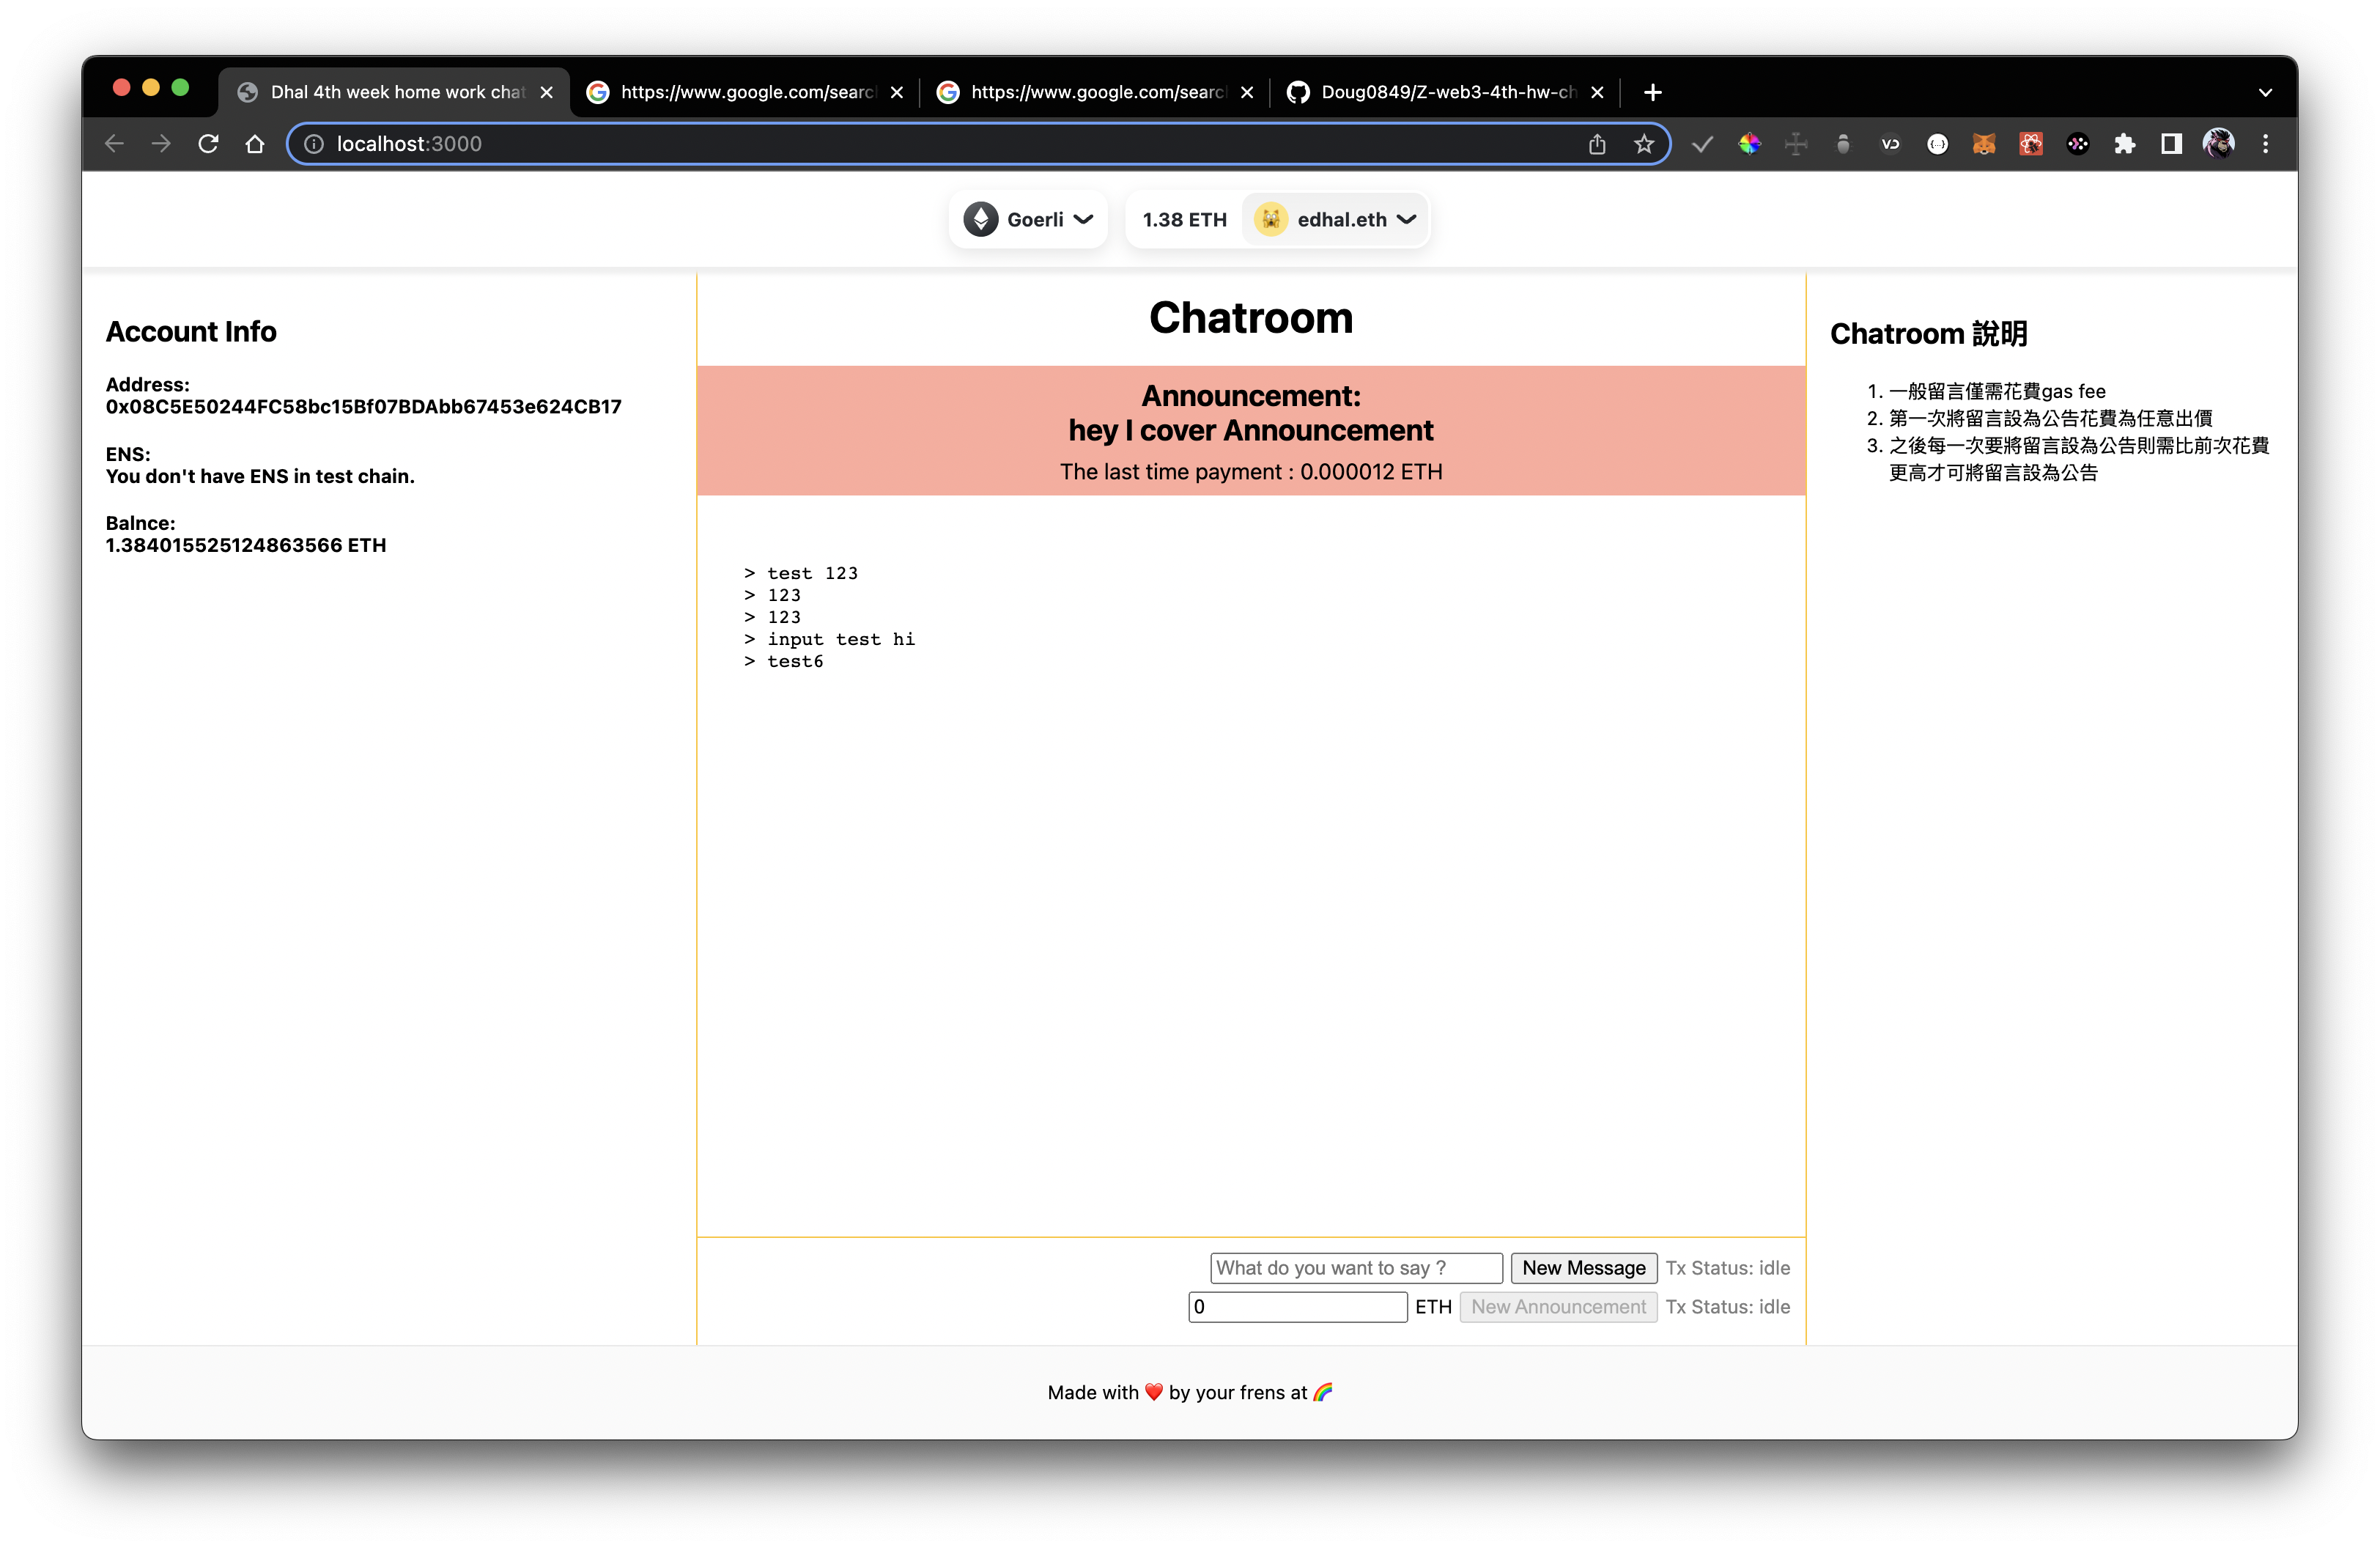 Dhal 4th week home work chat
https://www.google.com/searc
https://www.google.com/searc
Doug0849/Z-web3-4th-hw-ch
localhost:3000
Goerli
1.38 ETH
edhal.eth
Account Info
Address:
0x08C5E50244FC58bc15Bf07BDAbb67453e624CB17
ENS:
You don't have ENS in test chain.
Balnce:
1.384015525124863566 ETH
Chatroom
Announcement:
hey I cover Announcement
The last time payment : 0.000012 ETH
> test 123
> 123
> 123
> input test hi
> test6
What do you want to say ?
New Message
Tx Status: idle
0
ETH
New Announcement
Tx Status: idle
Chatroom 說明
1. 一般留言僅需花費gas fee
2. 第一次將留言設為公告花費為任意出價
3. 之後每一次要將留言設為公告則需比前次花費
更高才可將留言設為公告
Made with ❤️ by your frens at 🌈